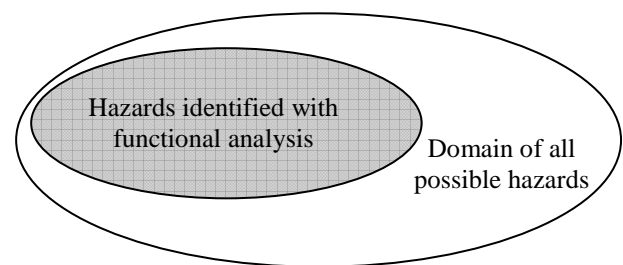 Hazards identified with
functional analysis
Domain of all
possible hazards